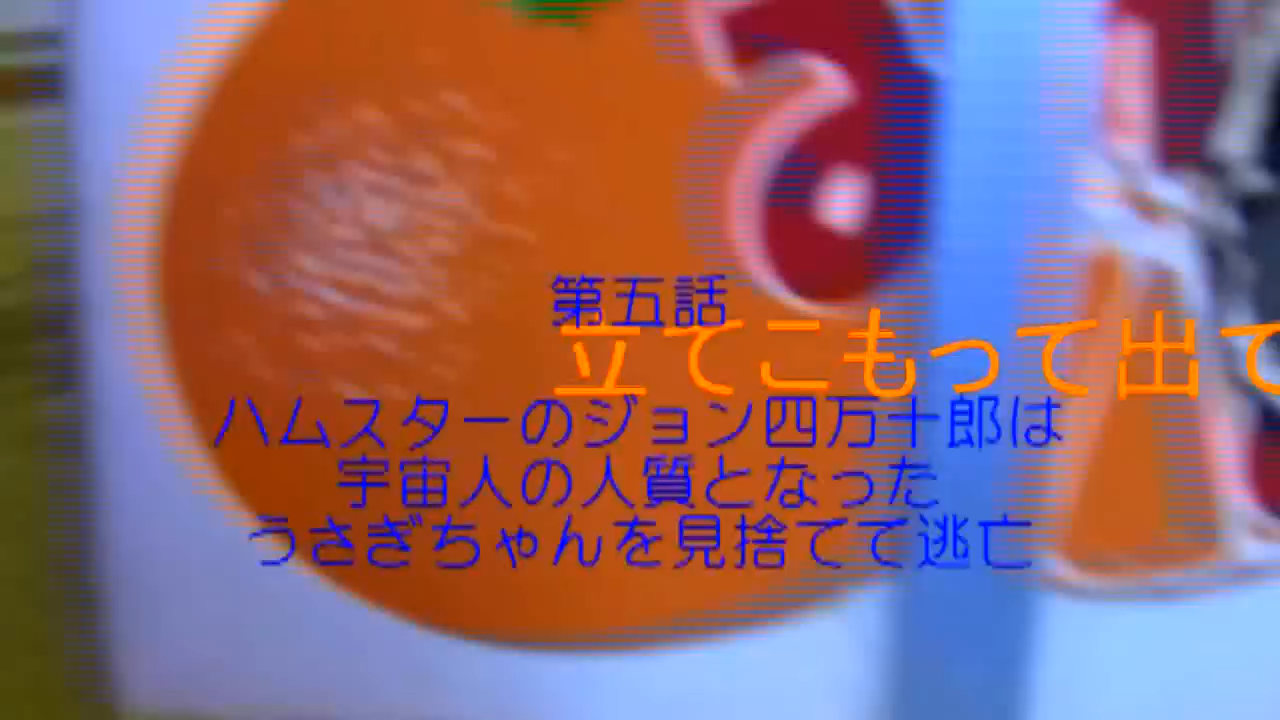 第五話
立てこもって出て
ハムスターのジョン四万十郎は
宇宙人の人質となった
うさぎちゃんを見捨てて逃亡